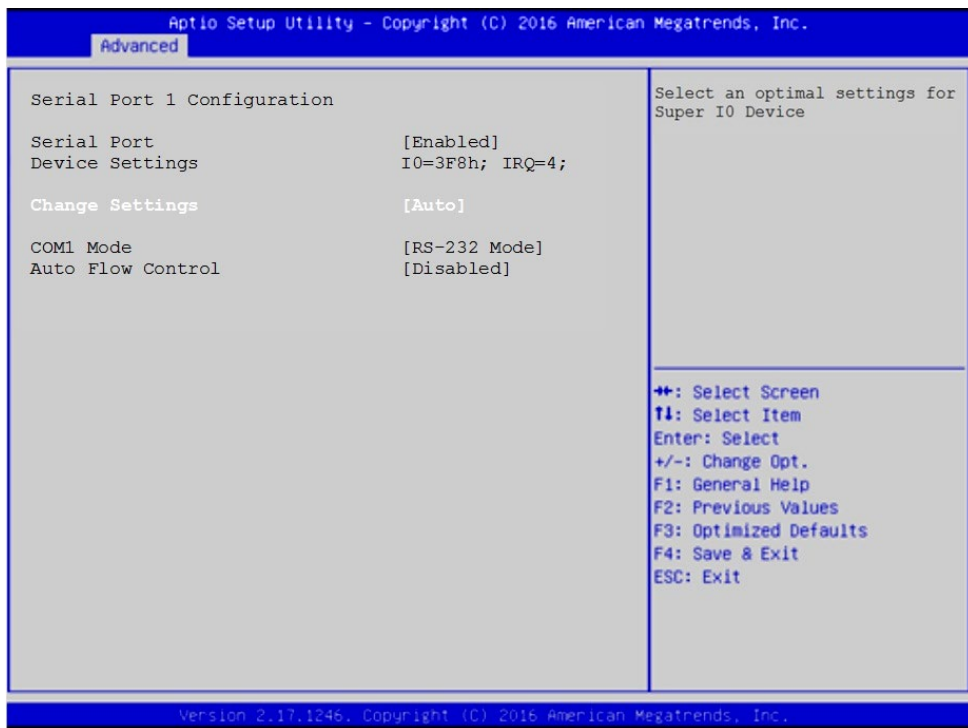 Aptio Setup Utility - Copyright (C) 2016 American Megatrends, Inc.
Advanced
Serial Port 1 Configuration
Serial Port [Enabled]
Device Settings IO=3F8h; IRQ=4;
Change Settings [Auto]
COM1 Mode [RS-232 Mode]
Auto Flow Control [Disabled]
Select an optimal settings for
Super IO Device
→←: Select Screen
↑↓: Select Item
Enter: Select
+/-: Change Opt.
F1: General Help
F2: Previous Values
F3: Optimized Defaults
F4: Save & Exit
ESC: Exit
Version 2.17.1246. Copyright (C) 2016 American Megatrends, Inc.